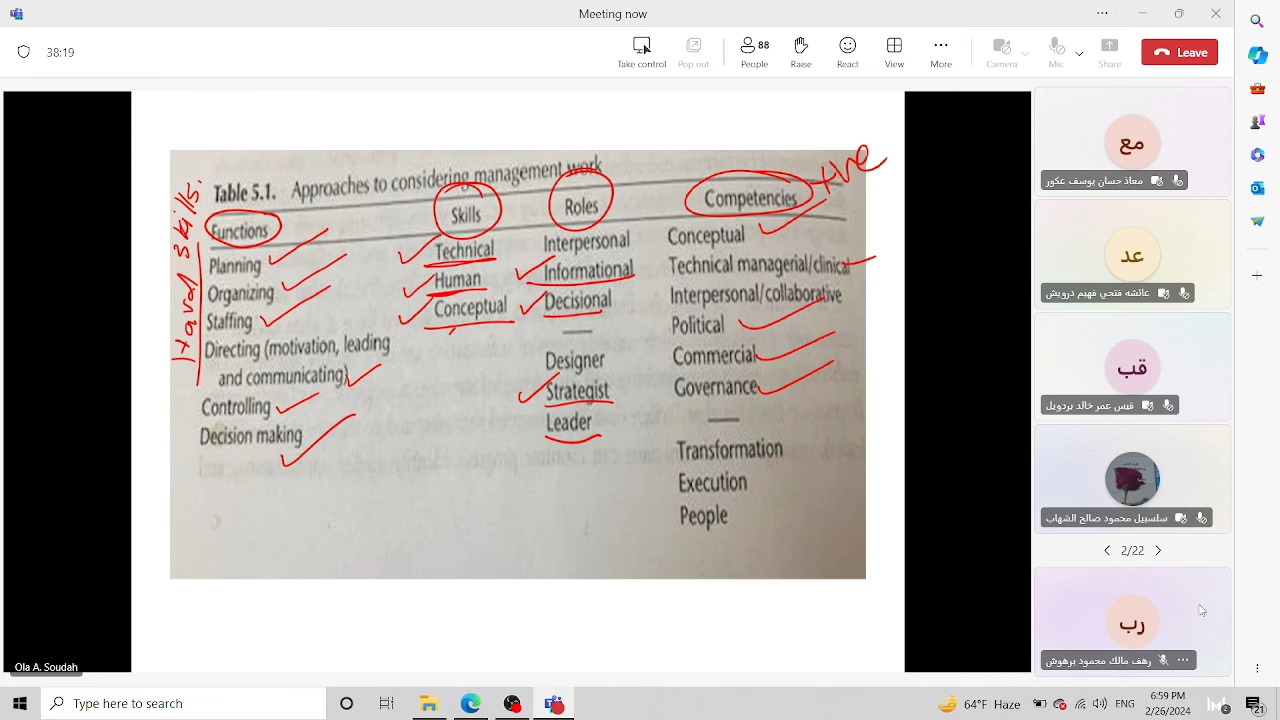 Meeting now
38:19
Take control
Pop out
88
People
Raise
React
View
More
Camera
Mic
Share
Leave
Table 5.1. Approaches to considering management work
Functions
Planning
Organizing
Staffing
Directing (motivation, leading
and communicating)
Controlling
Decision making
Skills
Technical
Human
Conceptual
Roles
Interpersonal
Informational
Decisional
Designer
Strategist
Leader
Competencies
Conceptual
Technical managerial/clinical
Interpersonal/collaborative
Political
Commercial
Governance
Transformation
Execution
People
skills.
+ive
مع
معاذ حسان يوسف عكور
عد
عائشه فتحي فهيم درويش
قب
قيس عمر خالد بردويل
سلسبيل محمود صالح الشهاب
2/22
رب
رهف مالك محمود برهوش
Ola A. Soudah
Type here to search
64°F Haze
ENG
6:59 PM
2/26/2024
21